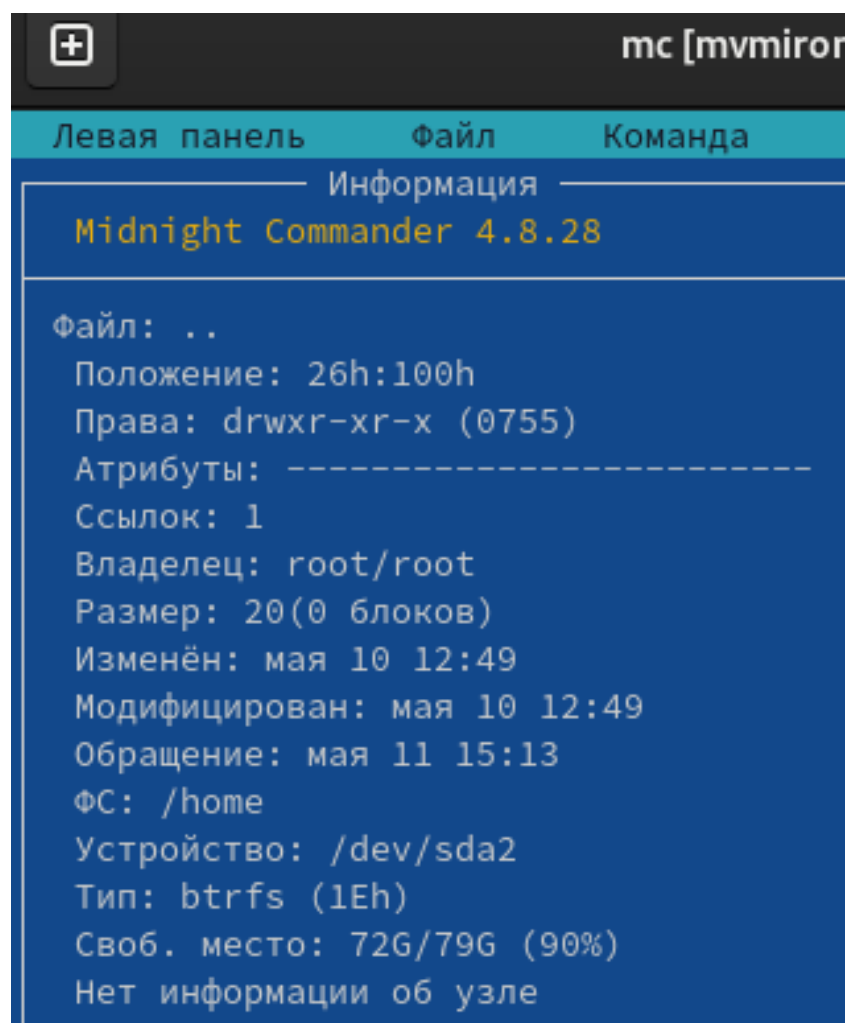 mc [mvmiron
Левая панель Файл Команда
Информация
Midnight Commander 4.8.28
Файл: ..
Положение: 26h:100h
Права: drwxr-xr-x (0755)
Атрибуты: -------------------------
Ссылок: 1
Владелец: root/root
Размер: 20(0 блоков)
Изменён: мая 10 12:49
Модифицирован: мая 10 12:49
Обращение: мая 11 15:13
ФС: /home
Устройство: /dev/sda2
Тип: btrfs (1Eh)
Своб. место: 72G/79G (90%)
Нет информации об узле